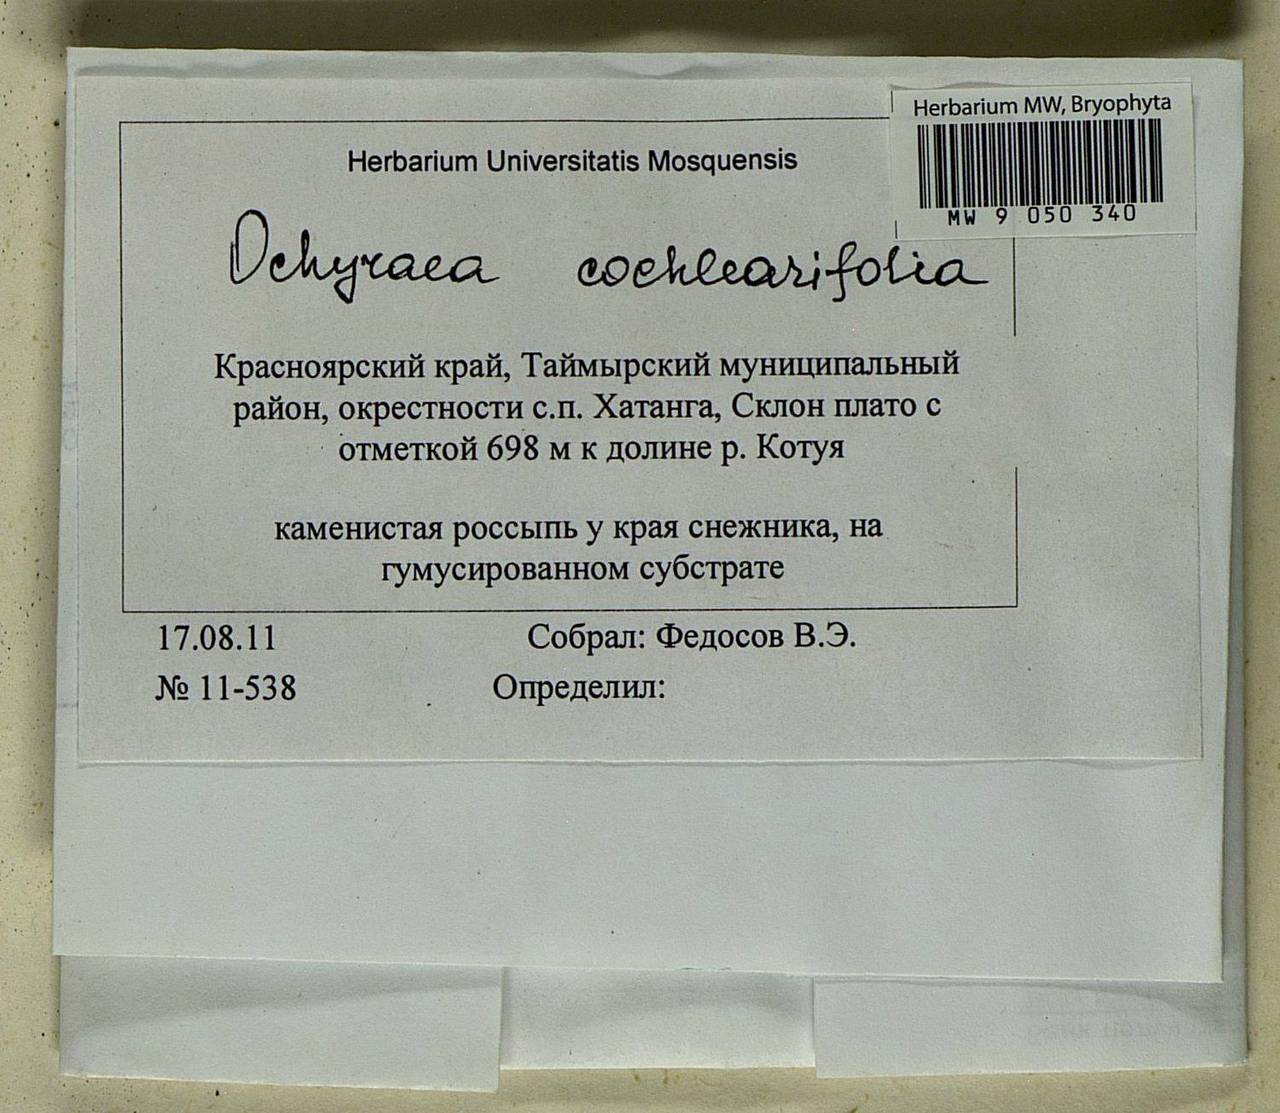 Herbarium MW, Bryophyta
MW 9 050 340
Herbarium Universitatis Mosquensis
Ochyraea cochlearifolia
Красноярский край, Таймырский муниципальный
район, окрестности с.п. Хатанга, Склон плато с
отметкой 698 м к долине р. Котуя
каменистая россыпь у края снежника, на
гумусированном субстрате
17.08.11 Собрал: Федосов В.Э.
№ 11-538 Определил: